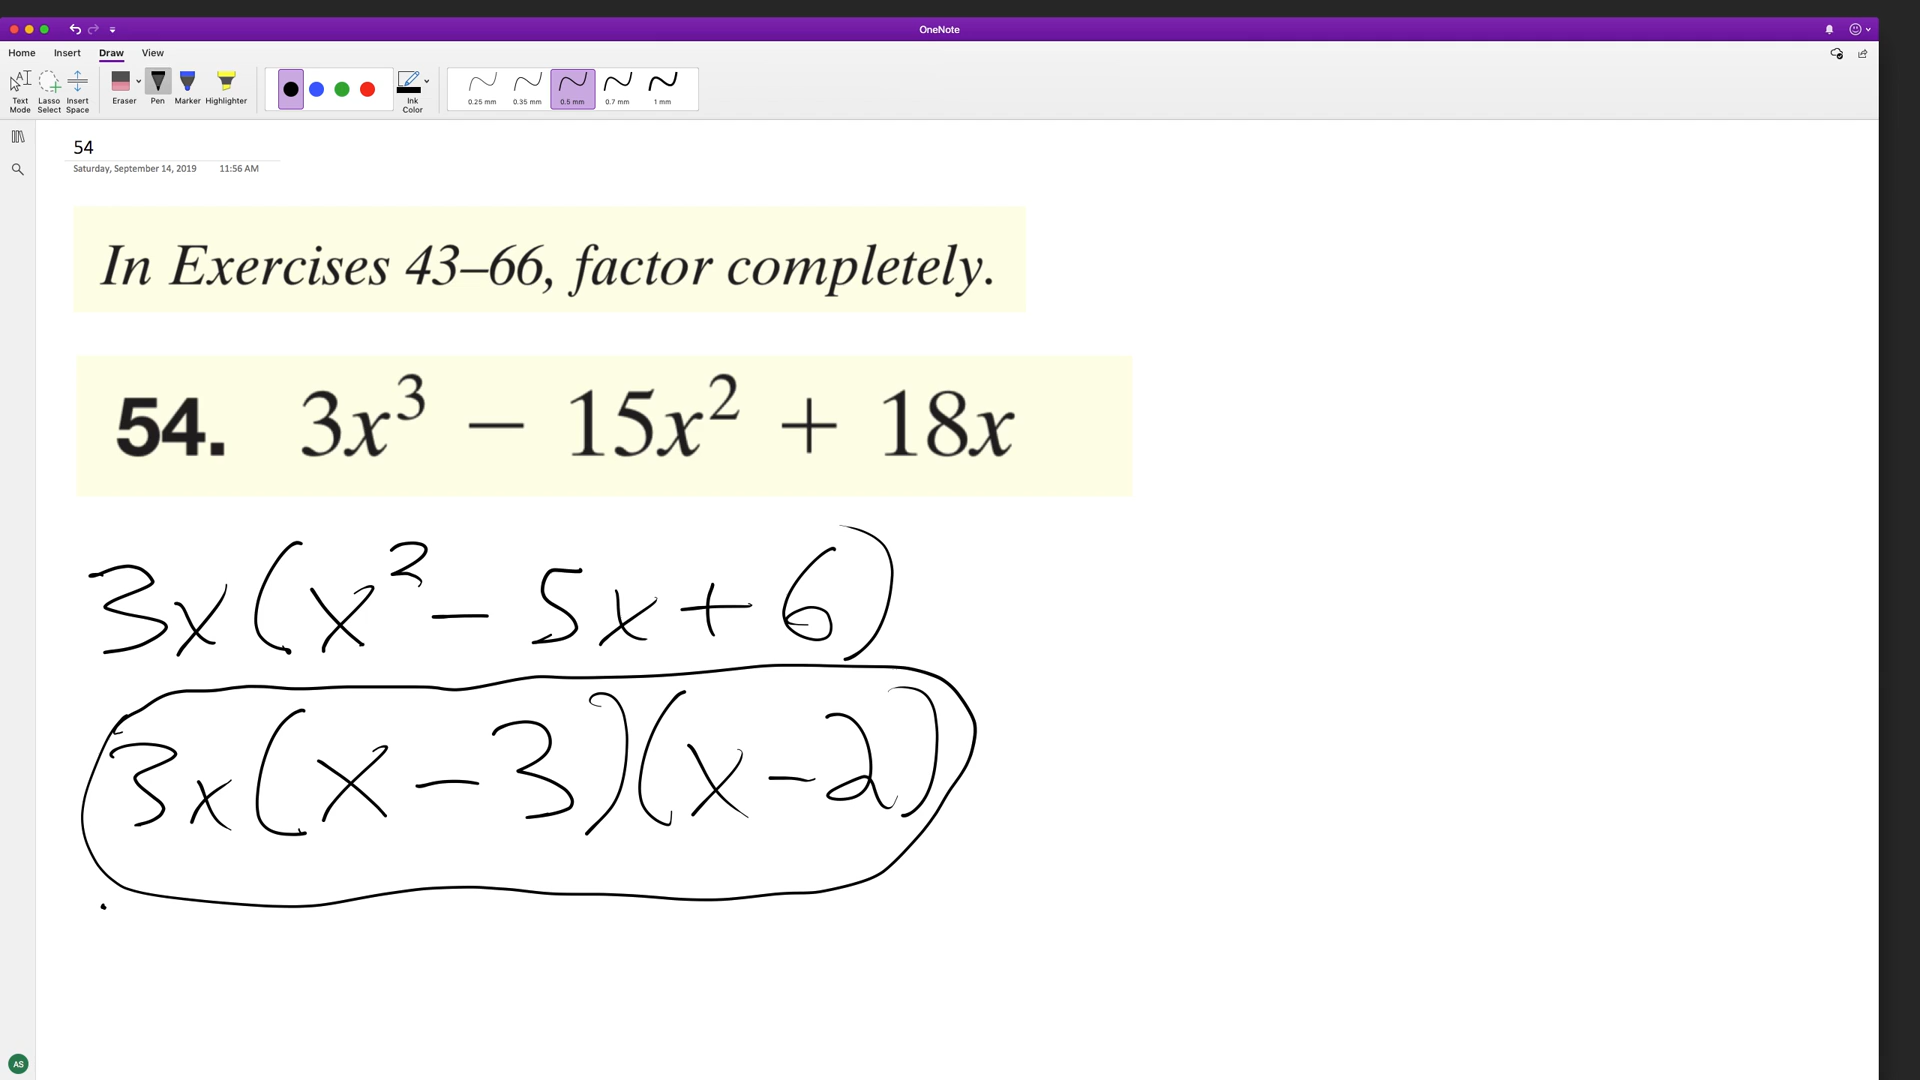 OneNote
Home Insert Draw View
Text Mode Lasso Select Insert Space Eraser Pen Marker Highlighter Ink Color 0.25 mm 0.35 mm 0.5 mm 0.7 mm 1 mm
54
Saturday, September 14, 2019 11:56 AM
In Exercises 43–66, factor completely.
54. 3x³ − 15x² + 18x
3x(x² − 5x + 6)
3x(x − 3)(x − 2)
AS